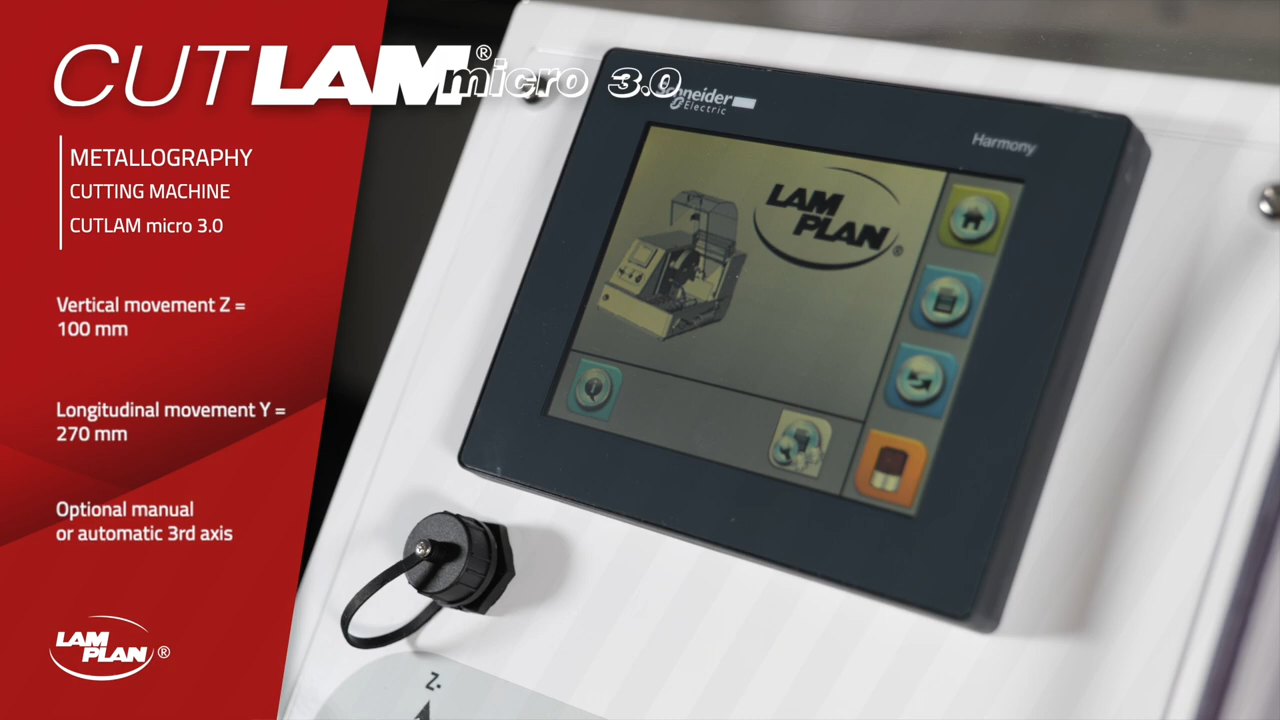 CUTLAM® micro 3.0
METALLOGRAPHY
CUTTING MACHINE
CUTLAM micro 3.0
Vertical movement Z =
100 mm
Longitudinal movement Y =
270 mm
Optional manual
or automatic 3rd axis
LAM
PLAN®
Schneider
Electric
Harmony
LAM
PLAN®
Z-